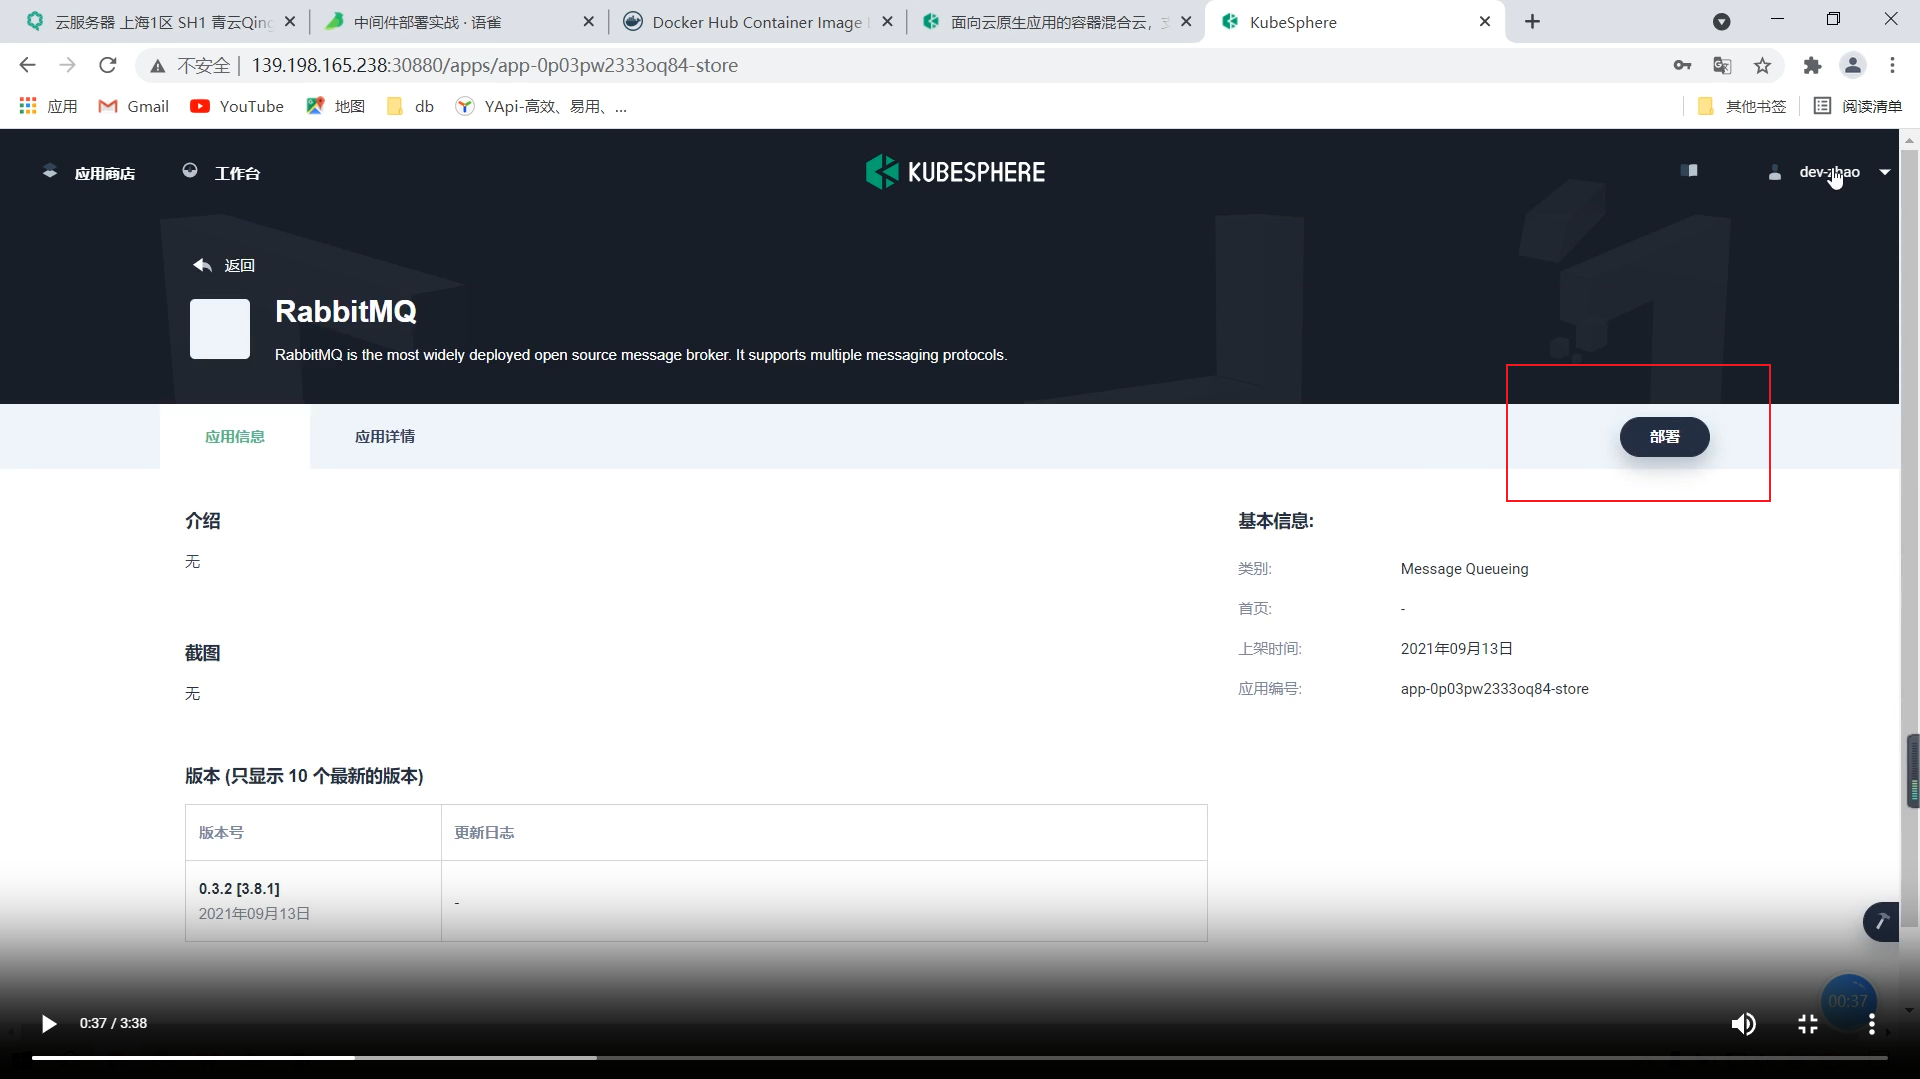 云服务器 上海1区 SH1 青云Qing
中间件部署实战 · 语雀
Docker Hub Container Image
面向云原生应用的容器混合云，
KubeSphere
不安全 | 139.198.165.238:30880/apps/app-0p03pw2333oq84-store
应用 Gmail YouTube 地图 db YApi-高效、易用、... 其他书签 阅读清单
应用商店 工作台 KUBESPHERE dev-zhao
返回
RabbitMQ
RabbitMQ is the most widely deployed open source message broker. It supports multiple messaging protocols.
应用信息 应用详情 部署
介绍
无
截图
无
基本信息:
类别: Message Queueing
首页: -
上架时间: 2021年09月13日
应用编号: app-0p03pw2333oq84-store
版本 (只显示 10 个最新的版本)
版本号 更新日志
0.3.2 [3.8.1] -
2021年09月13日
00:37
0:37 / 3:38